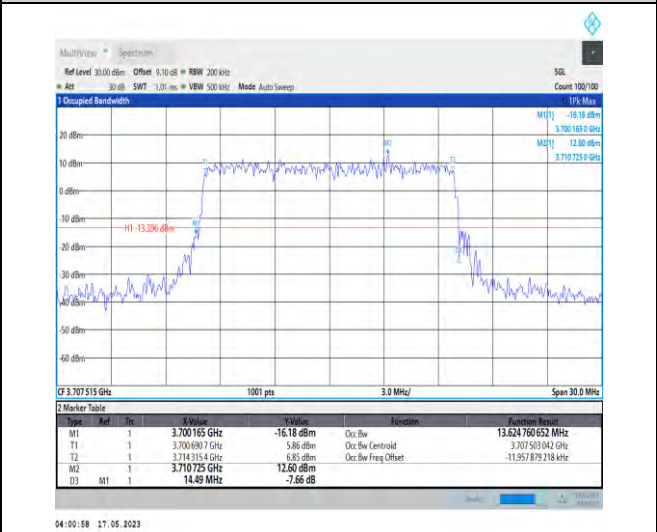 MultiView Spectrum
Ref Level 30.00 dBm Offset 9.10 dB RBW 200 kHz SGL
Att 30 dB SWT 1.01 ms VBW 500 kHz Mode Auto Sweep Count 100/100
1 Occupied Bandwidth 1Pk Max
M1[1] -16.18 dBm
3.700 165 0 GHz
M2[1] 12.60 dBm
3.710 725 0 GHz
20 dBm
10 dBm
0 dBm
-10 dBm
H1 -13.396 dBm
-20 dBm
-30 dBm
-40 dBm
-50 dBm
-60 dBm
M2
T1
T2
M1
D3
CF 3.707 515 GHz 1001 pts 3.0 MHz/ Span 30.0 MHz
2 Marker Table
Type Ref Trc X-Value Y-Value Function Function Result
M1 1 3.700165 GHz -16.18 dBm Occ Bw 13.624 760 652 MHz
T1 1 3.700 690 7 GHz 5.86 dBm Occ Bw Centroid 3.707 503 042 GHz
T2 1 3.714 315 4 GHz 6.85 dBm Occ Bw Freq Offset -11.957 879 218 kHz
M2 1 3.710 725 GHz 12.60 dBm
D3 M1 1 14.49 MHz -7.66 dB
04:00:58 17.05.2023